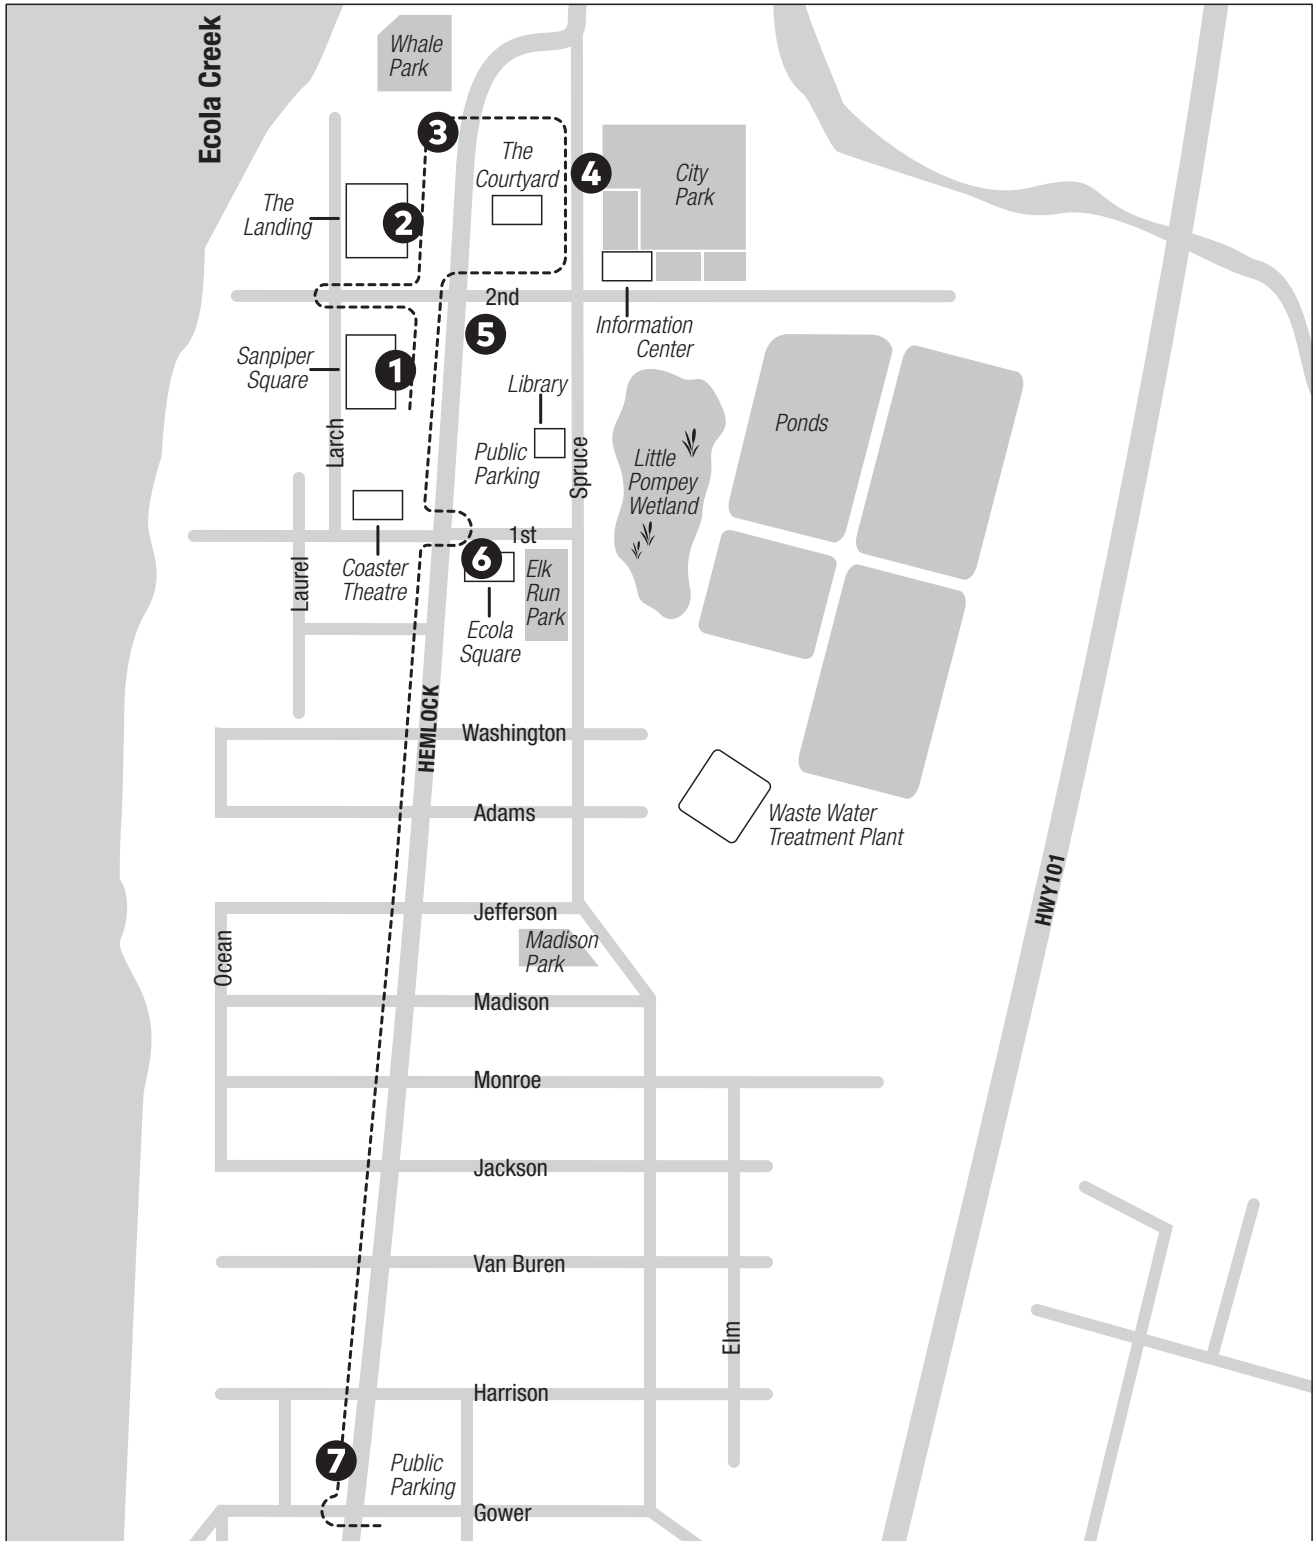 Ecola Creek
Whale
Park
3
The
Courtyard
4
City
Park
The
Landing
2
2nd
5
Information
Center
Sanpiper
Square
1
Larch
Library
Public
Parking
Spruce
Little
Pompey
Wetland
Ponds
1st
Laurel
Coaster
Theatre
6
Elk
Run
Park
Ecola
Square
HEMLOCK
Washington
Adams
Waste Water
Treatment Plant
HWY101
Jefferson
Ocean
Madison
Park
Madison
Monroe
Jackson
Van Buren
Elm
Harrison
7
Public
Parking
Gower